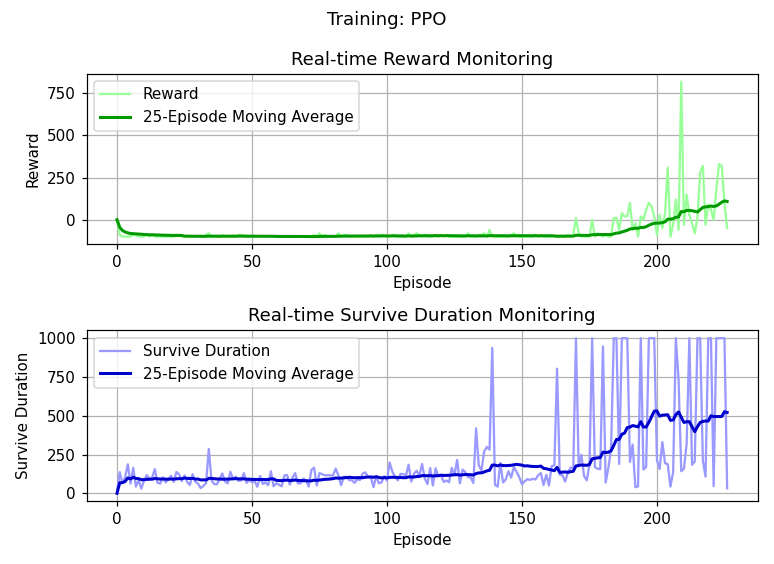 Training: PPO
Real-time Reward Monitoring
Reward
750
500
250
0
Reward
25-Episode Moving Average
0
50
100
150
200
Episode
Real-time Survive Duration Monitoring
Survive Duration
1000
750
500
250
0
Survive Duration
25-Episode Moving Average
0
50
100
150
200
Episode